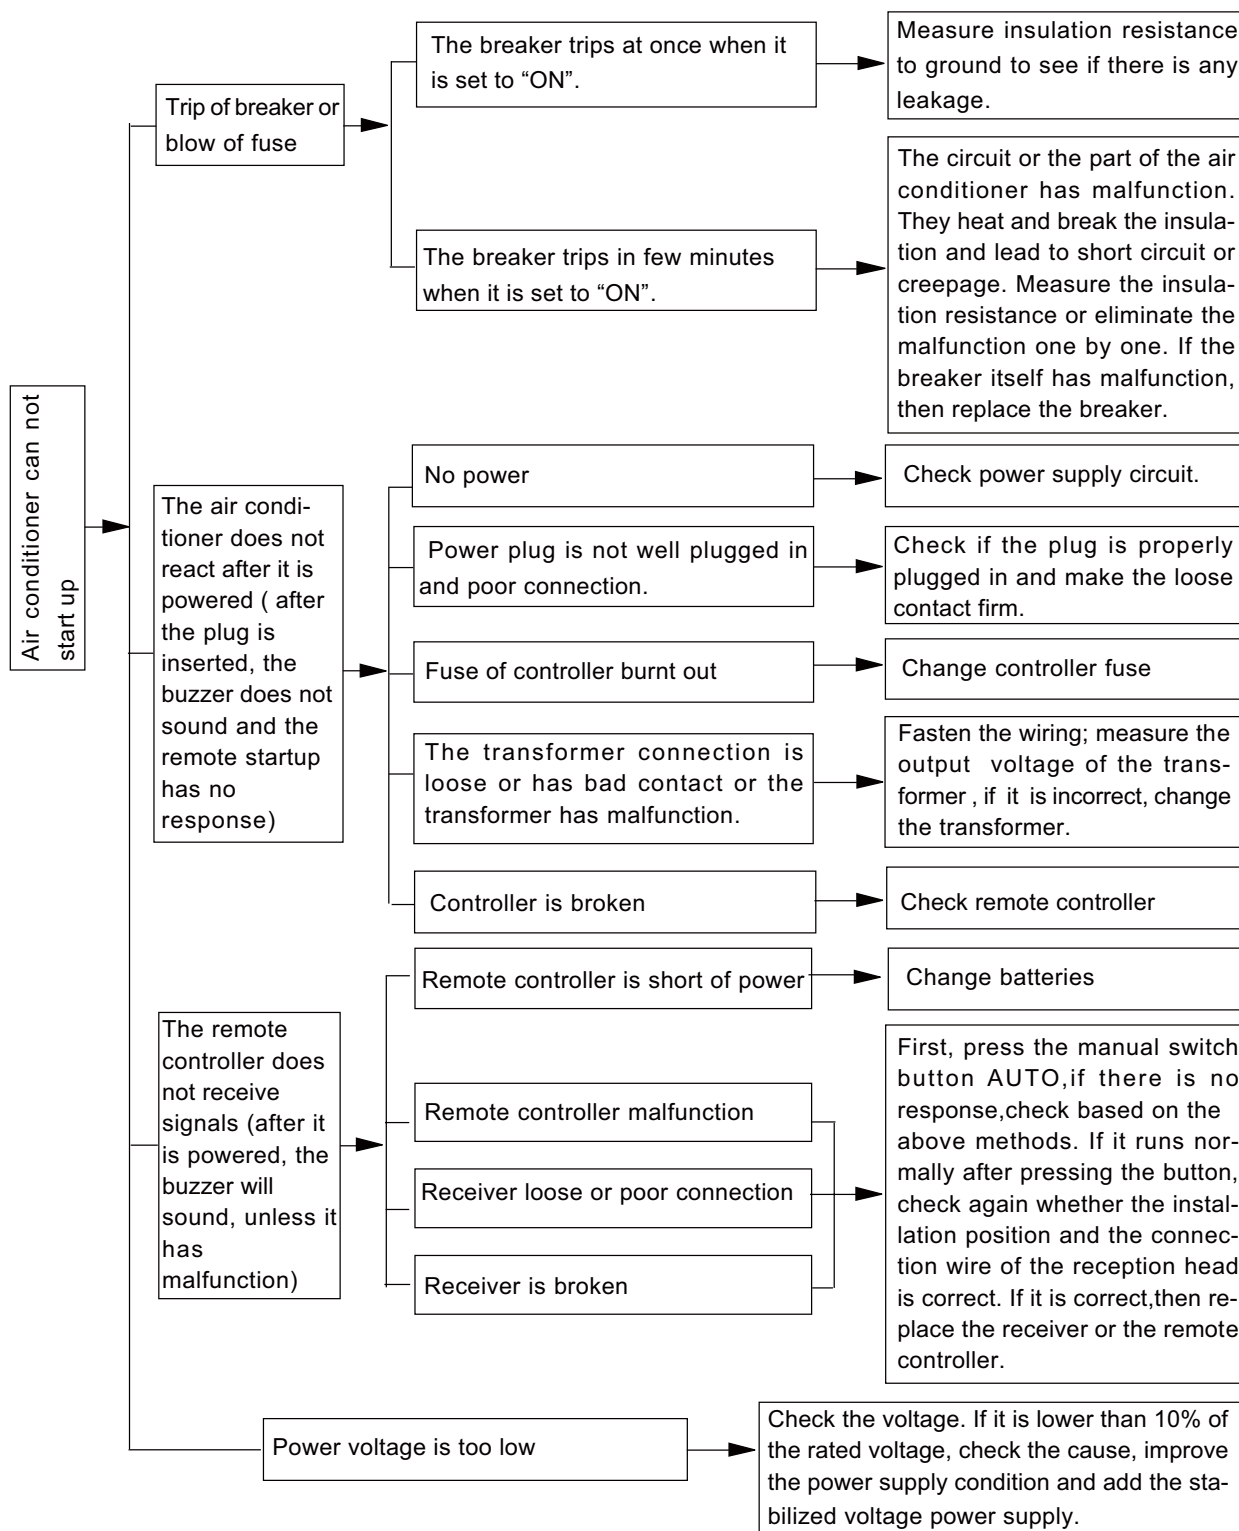 Air conditioner can not
start up
Trip of breaker or
blow of fuse
The breaker trips at once when it
is set to “ON”.
Measure insulation resistance
to ground to see if there is any
leakage.
The breaker trips in few minutes
when it is set to “ON”.
The circuit or the part of the air
conditioner has malfunction.
They heat and break the insula-
tion and lead to short circuit or
creepage. Measure the insula-
tion resistance or eliminate the
malfunction one by one. If the
breaker itself has malfunction,
then replace the breaker.
The air condi-
tioner does not
react after it is
powered ( after
the plug is
inserted, the
buzzer does not
sound and the
remote startup
has no
response)
No power
Check power supply circuit.
Power plug is not well plugged in
and poor connection.
Check if the plug is properly
plugged in and make the loose
contact firm.
Fuse of controller burnt out
Change controller fuse
The transformer connection is
loose or has bad contact or the
transformer has malfunction.
Fasten the wiring; measure the
output voltage of the trans-
former , if it is incorrect, change
the transformer.
Controller is broken
Check remote controller
The remote
controller does
not receive
signals (after it
is powered, the
buzzer will
sound, unless it
has
malfunction)
Remote controller is short of power
Change batteries
Remote controller malfunction
Receiver loose or poor connection
Receiver is broken
First, press the manual switch
button AUTO,if there is no
response,check based on the
above methods. If it runs nor-
mally after pressing the button,
check again whether the instal-
lation position and the connec-
tion wire of the reception head
is correct. If it is correct,then re-
place the receiver or the remote
controller.
Power voltage is too low
Check the voltage. If it is lower than 10% of
the rated voltage, check the cause, improve
the power supply condition and add the sta-
bilized voltage power supply.